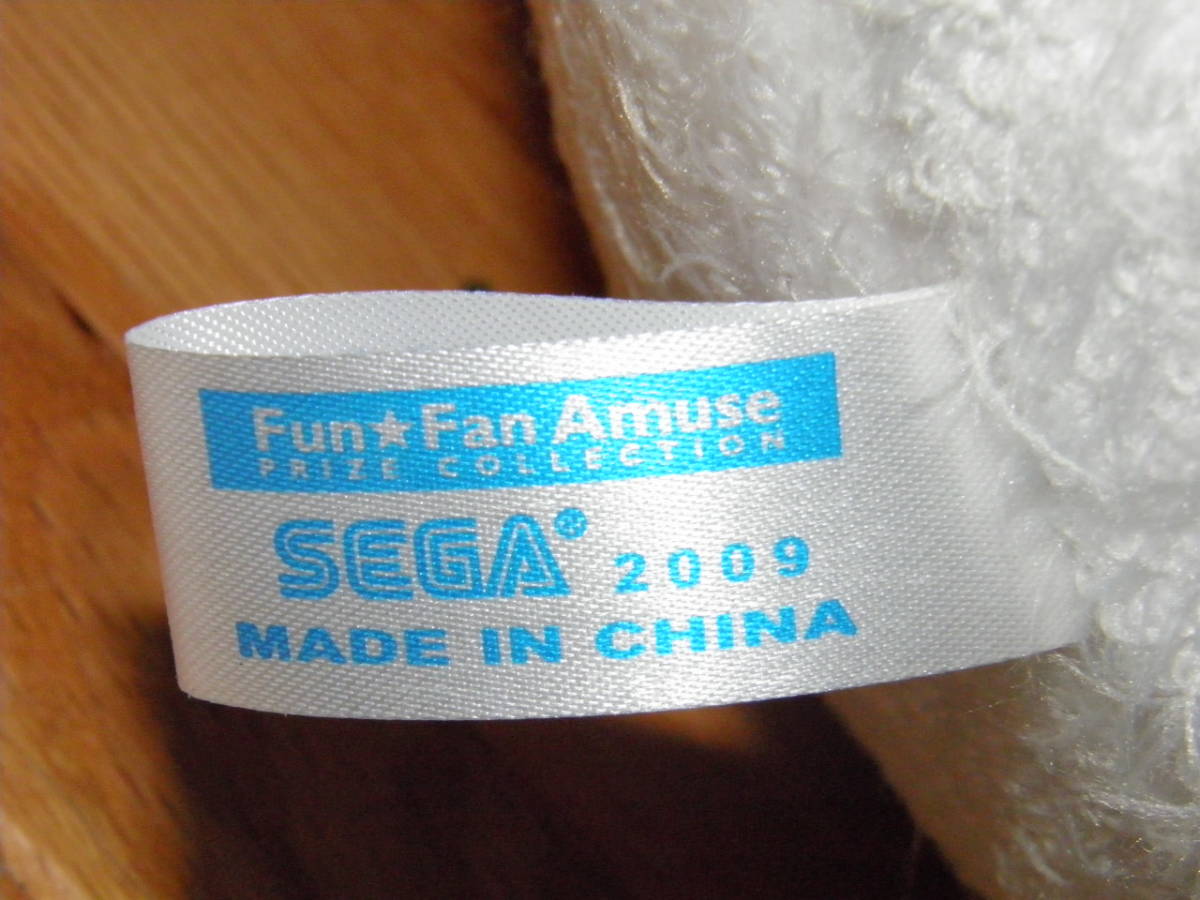 Fun★Fan Amuse
PRIZE COLLECTION
SEGA® 2009
MADE IN CHINA